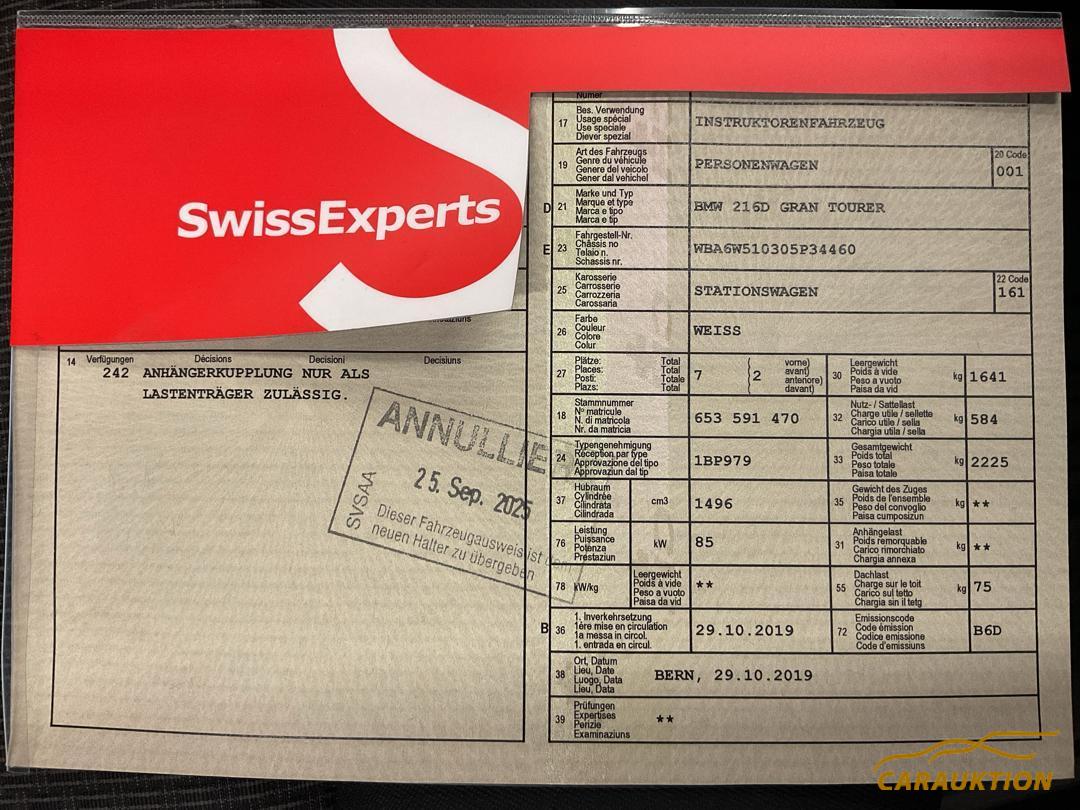 SwissExperts
14 Verfügungen Décisions Decisioni Decisiuns
242 ANHÄNGERKUPPLUNG NUR ALS
LASTENTRÄGER ZULÄSSIG.
SVSAA
25. Sep. 2025
Dieser Fahrzeugausweis ist dem
neuen Halter zu übergeben
Numer
17
Bes. Verwendung
Usage spécial
Uso speciale
Diever spezial
INSTRUKTORENFAHRZEUG
19
Art des Fahrzeugs
Genre du véhicule
Genere del veicolo
Gener dal vehichel
PERSONENWAGEN
20 Code
001
D 21
Marke und Typ
Marque et type
Marca e tipo
Marca e tip
BMW 216D GRAN TOURER
E 23
Fahrgestell-Nr.
Châssis no
Telaio n.
Schassis nr.
WBA6W510305P34460
25
Karosserie
Carrosserie
Carrozzeria
Carossaria
STATIONSWAGEN
22 Code
161
26
Farbe
Couleur
Colore
Colur
WEISS
27
Plätze: Total
Places: Total
Posti: Totale
Plazs: Total
7
2
vorne)
avant)
anteriore)
davant)
30
Leergewicht
Poids à vide
Peso a vuoto
Paisa da vid
kg 1641
18
Stammnummer
Nº matricule
N. di matricola
Nr. da matricla
653 591 470
32
Nutz- / Sattellast
Charge utile / sellette
Carico utile / sella
Chargia utila / sella
kg 584
24
Typengenehmigung
Réception par type
Approvazione del tipo
Approvaziun dal tip
1BP979
33
Gesamtgewicht
Poids total
Peso totale
Paisa totala
kg 2225
37
Hubraum
Cylindrée
Cilindrata
Cilindrada
cm3
1496
35
Gewicht des Zuges
Poids de l'ensemble
Peso del convoglio
Paisa cumposiziun
kg **
76
Leistung
Puissance
Potenza
Prestaziun
kW
85
31
Anhängelast
Poids remorquable
Carico rimorchiato
Chargia annexa
kg **
78 kW/kg
Leergewicht
Poids à vide
Peso a vuoto
Paisa da vid
**
55
Dachlast
Charge sur le toit
Carico sul tetto
Chargia sin il tetg
kg 75
B 36
1. Inverkehrsetzung
1ère mise en circulation
1a messa in circol.
1. entrada en circul.
29.10.2019
72
Emissionscode
Code émission
Codice emissione
Code d'emissiuns
B6D
38
Ort, Datum
Lieu, Date
Luogo, Data
Lieu, Data
BERN, 29.10.2019
39
Prüfungen
Expertises
Perizie
Examinaziuns
**
CARAUKTION